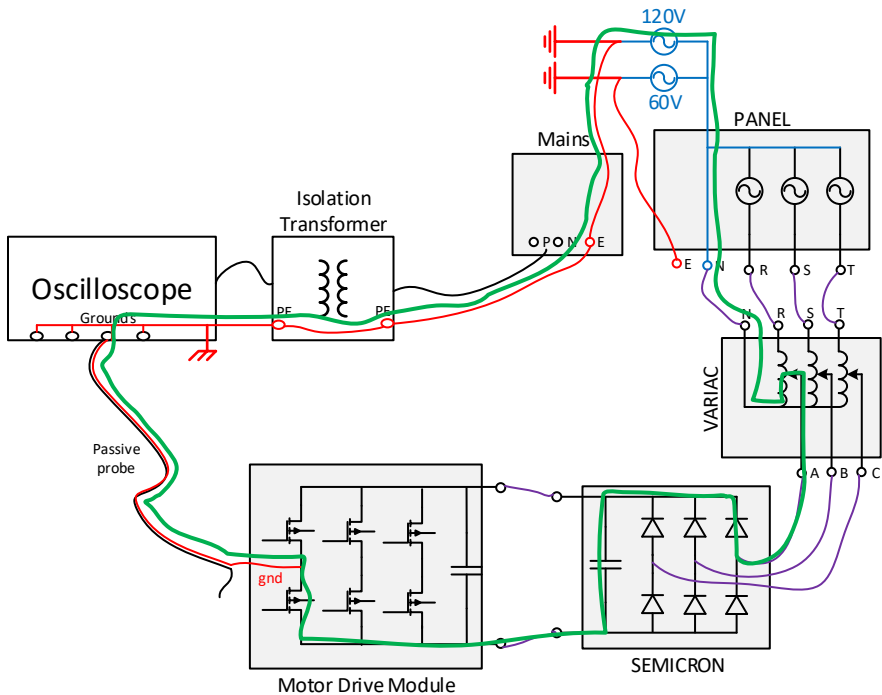 120V
60V
PANEL
Mains
Isolation
Transformer
P N E
E N R S T
Oscilloscope
Grounds
PE PE
N R S T
VARIAC
A B C
Passive
probe
gnd
SEMICRON
Motor Drive Module